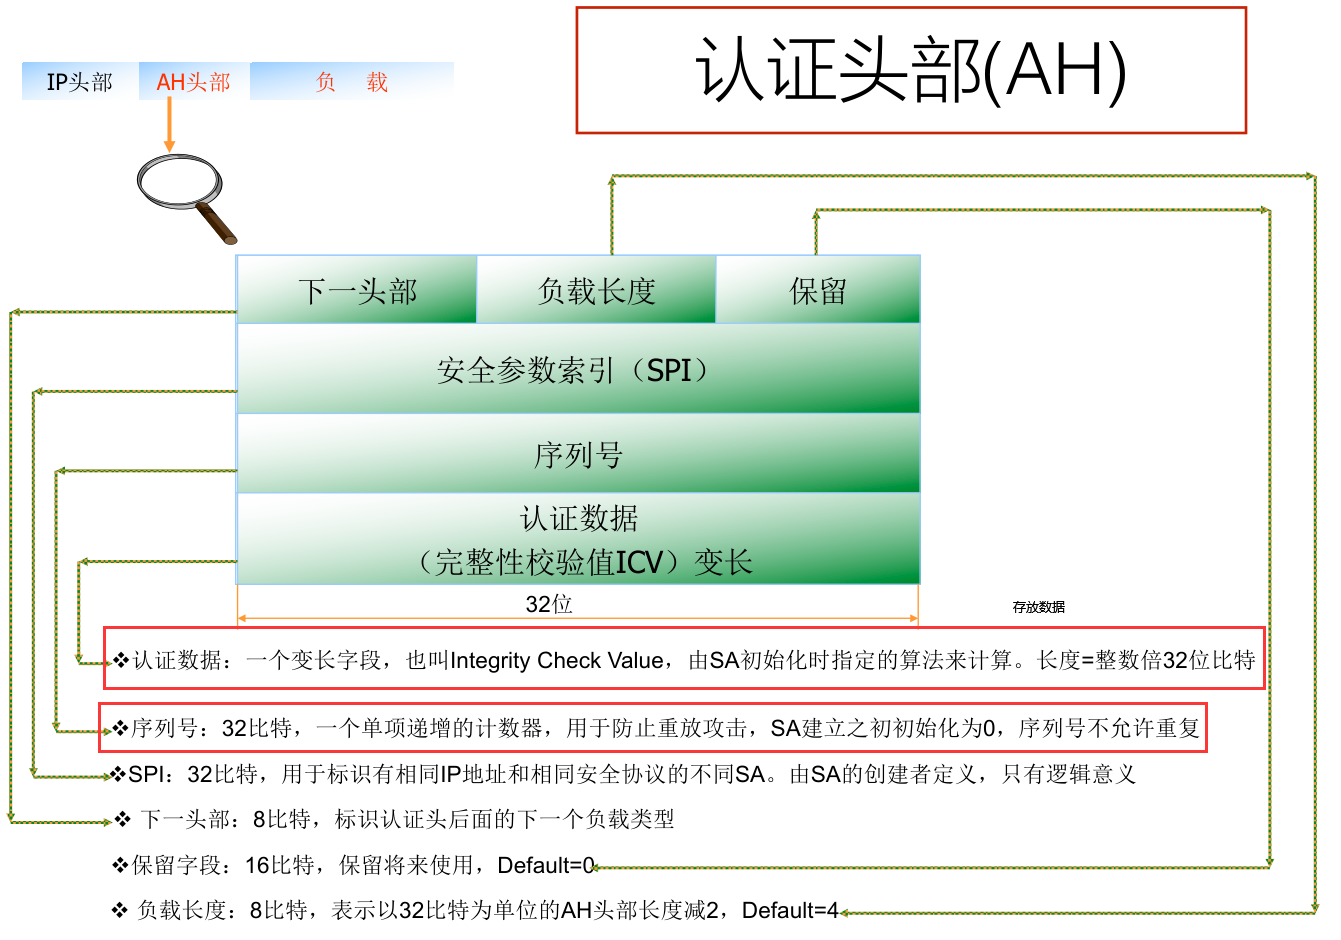 认证头部(AH)
IP头部 AH头部 负 载
下一头部 负载长度 保留
安全参数索引（SPI）
序列号
认证数据
（完整性校验值ICV）变长
32位
存放数据
❖认证数据：一个变长字段，也叫Integrity Check Value，由SA初始化时指定的算法来计算。长度=整数倍32位比特
❖序列号：32比特，一个单项递增的计数器，用于防止重放攻击，SA建立之初初始化为0，序列号不允许重复
❖SPI：32比特，用于标识有相同IP地址和相同安全协议的不同SA。由SA的创建者定义，只有逻辑意义
❖ 下一头部：8比特，标识认证头后面的下一个负载类型
❖保留字段：16比特，保留将来使用，Default=0
❖ 负载长度：8比特，表示以32比特为单位的AH头部长度减2，Default=4